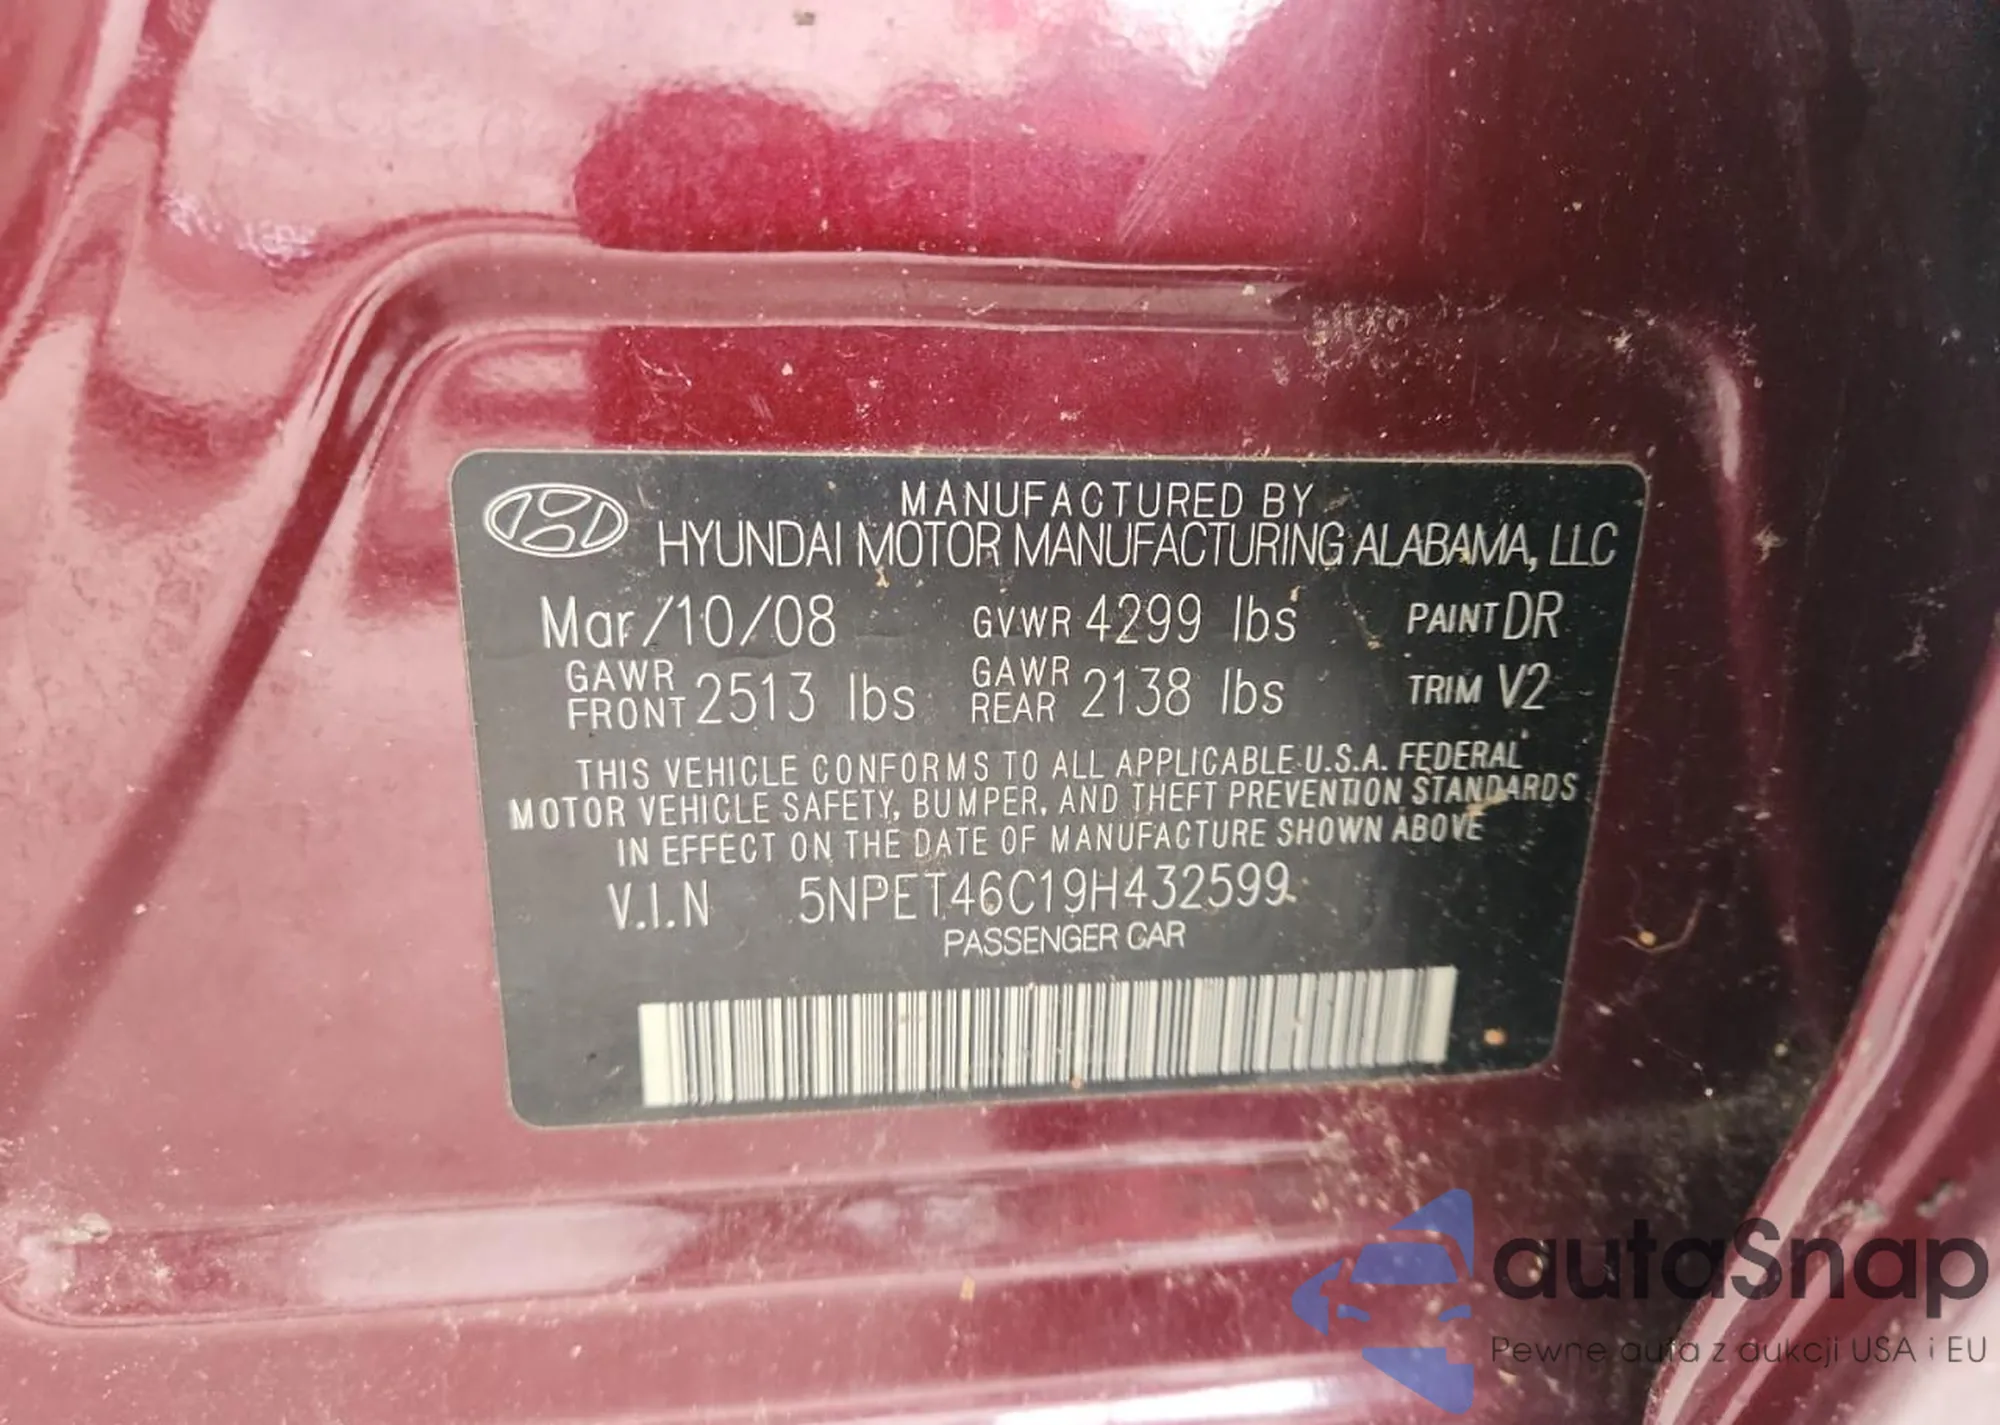 MANUFACTURED BY
HYUNDAI MOTOR MANUFACTURING ALABAMA, LLC
Mar/10/08 GVWR 4299 lbs PAINT DR
GAWR FRONT 2513 lbs GAWR REAR 2138 lbs TRIM V2
THIS VEHICLE CONFORMS TO ALL APPLICABLE U.S.A. FEDERAL
MOTOR VEHICLE SAFETY, BUMPER, AND THEFT PREVENTION STANDARDS
IN EFFECT ON THE DATE OF MANUFACTURE SHOWN ABOVE
V.I.N 5NPET46C19H432599
PASSENGER CAR
autaSnap
Pewne auta z aukcji USA i EU